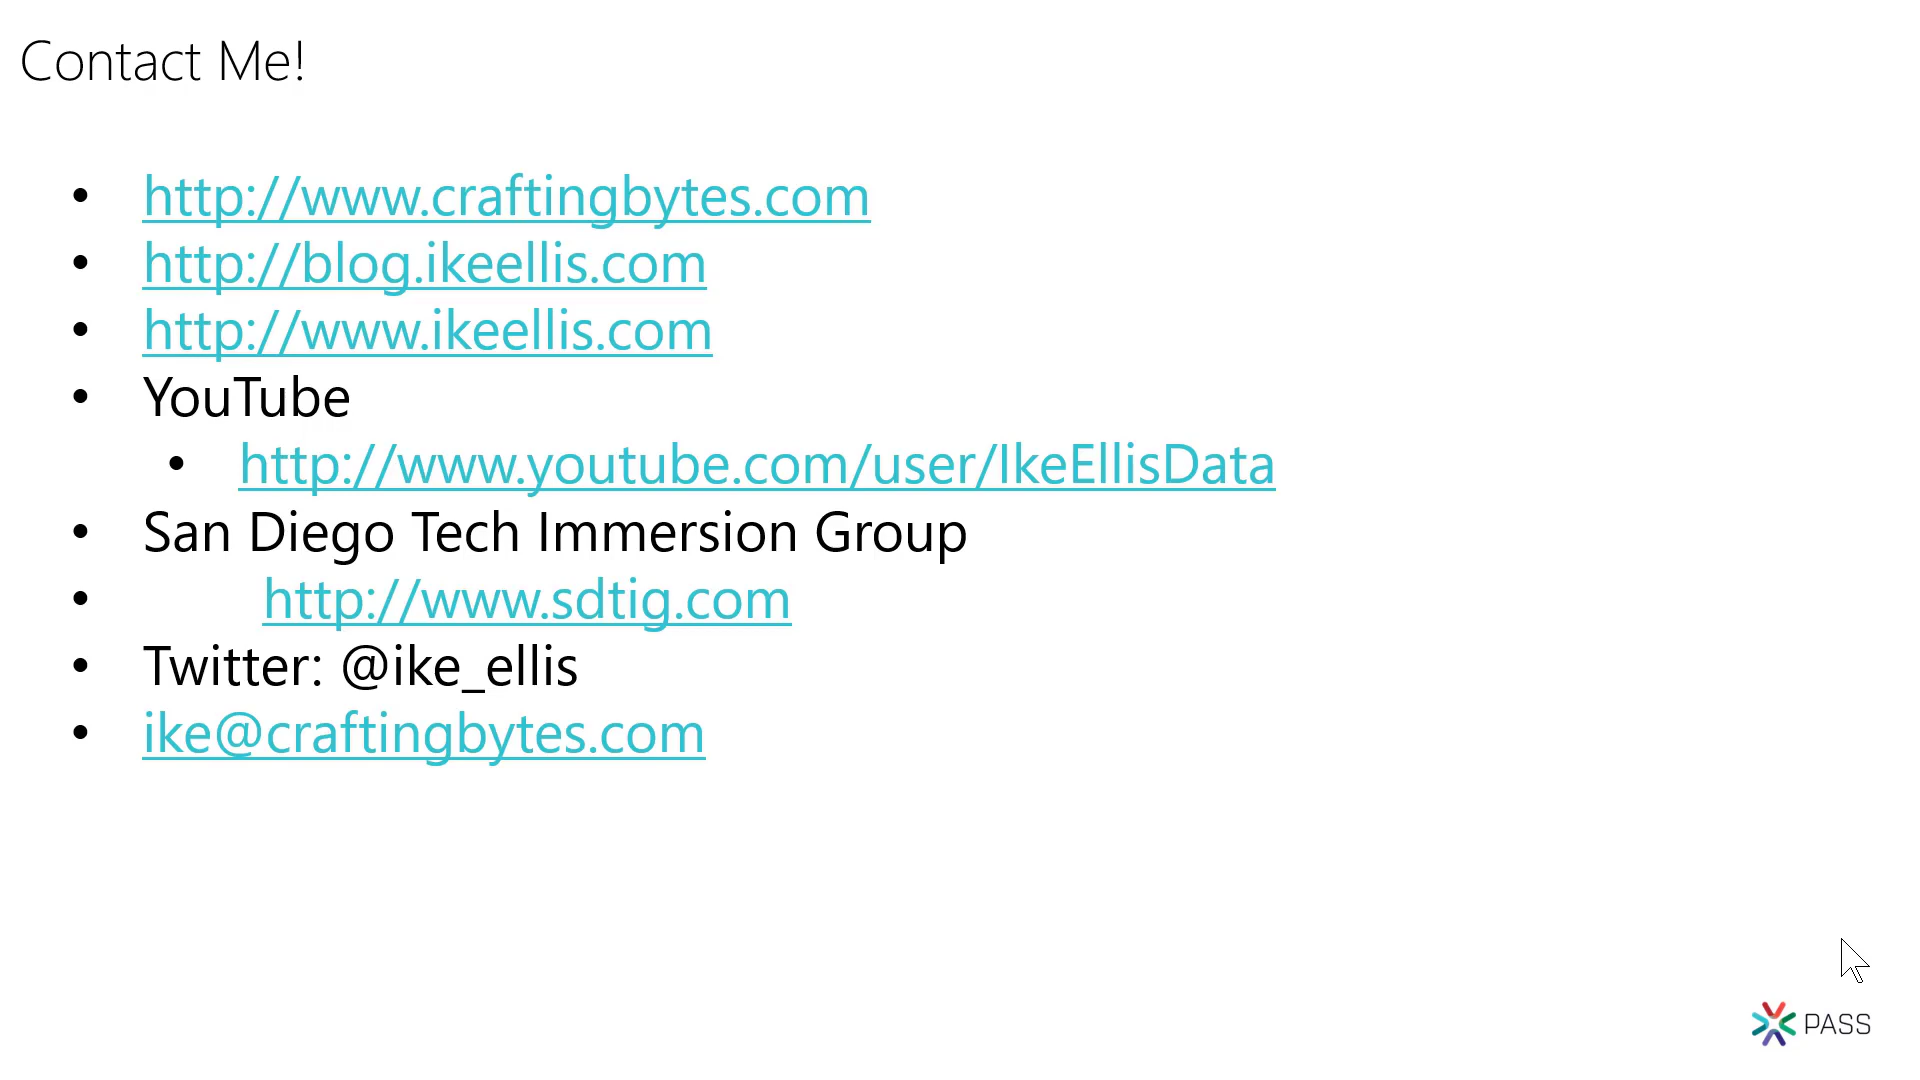 Contact Me!
• http://www.craftingbytes.com
• http://blog.ikeellis.com
• http://www.ikeellis.com
• YouTube
• http://www.youtube.com/user/IkeEllisData
• San Diego Tech Immersion Group
• http://www.sdtig.com
• Twitter: @ike_ellis
• ike@craftingbytes.com
PASS